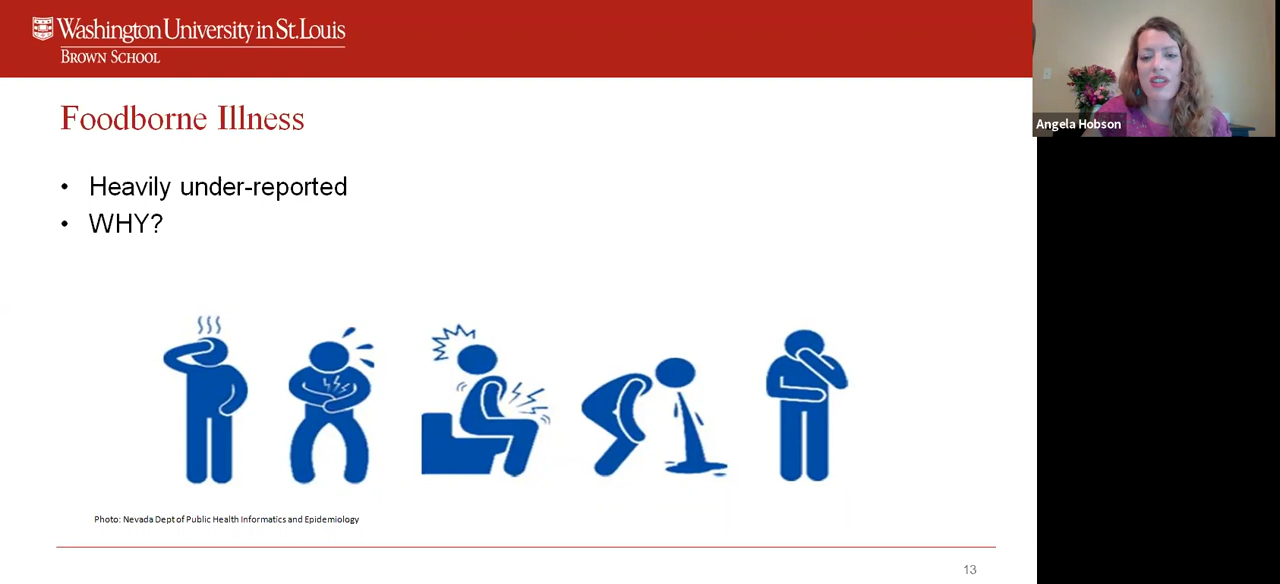 Washington University in St. Louis
Brown School
Angela Hobson
Foodborne Illness
• Heavily under-reported
• WHY?
Photo: Nevada Dept of Public Health Informatics and Epidemiology
13